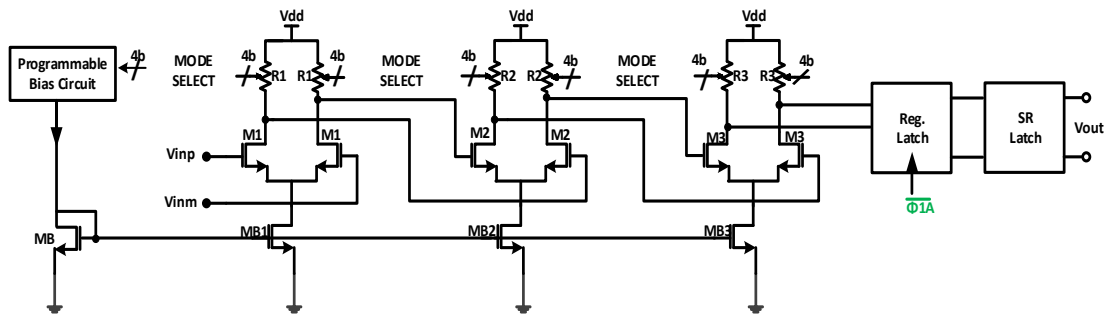 Vdd
Vdd
Vdd
Programmable
Bias Circuit
4b
MODE
SELECT
4b
R1
R1
4b
MODE
SELECT
4b
R2
R2
4b
MODE
SELECT
4b
R3
R3
4b
Reg.
Latch
SR
Latch
Vout
M1
M1
M2
M2
M3
M3
Vinp
Vinm
Φ1A
MB
MB1
MB2
MB3